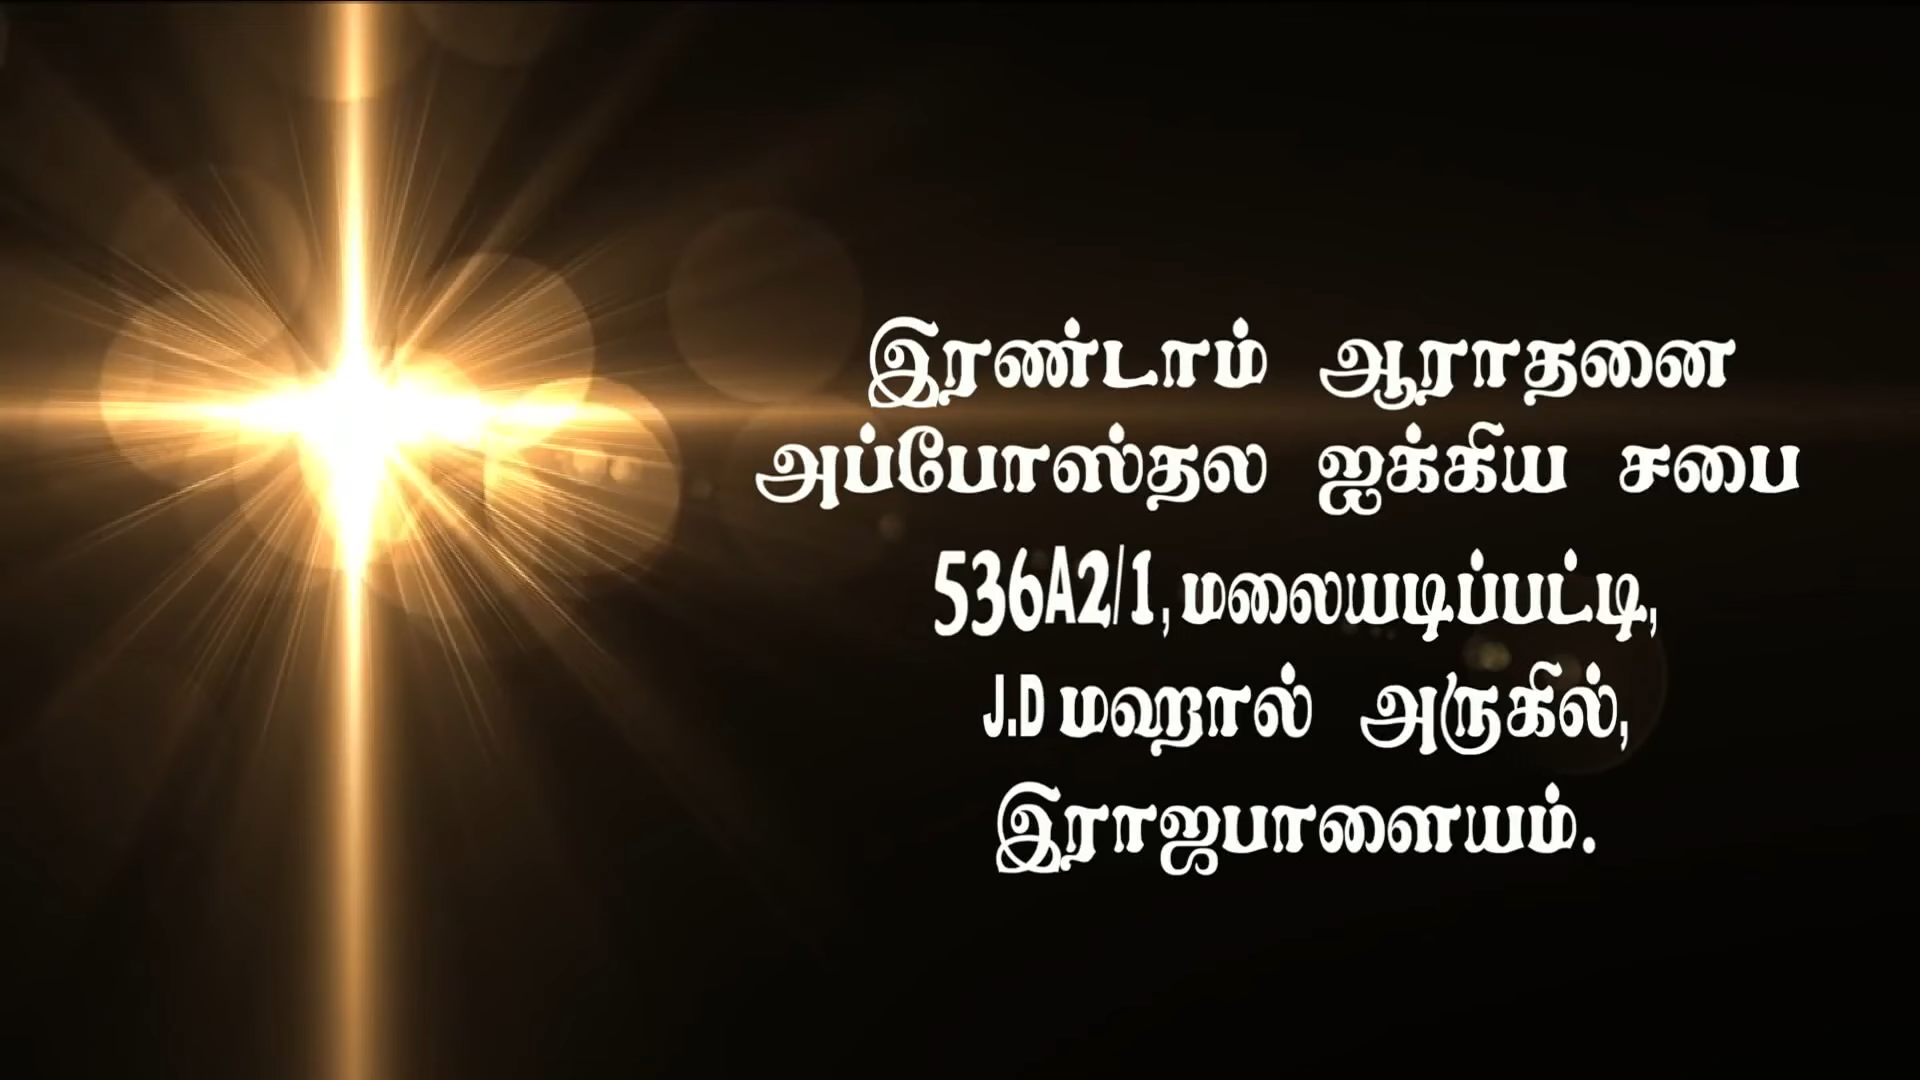 இரண்டாம் ஆராதனை
அப்போஸ்தல ஐக்கிய சபை
536A2/1, மலையடிப்பட்டி,
J.D மஹால் அருகில்,
இராஜபாளையம்.